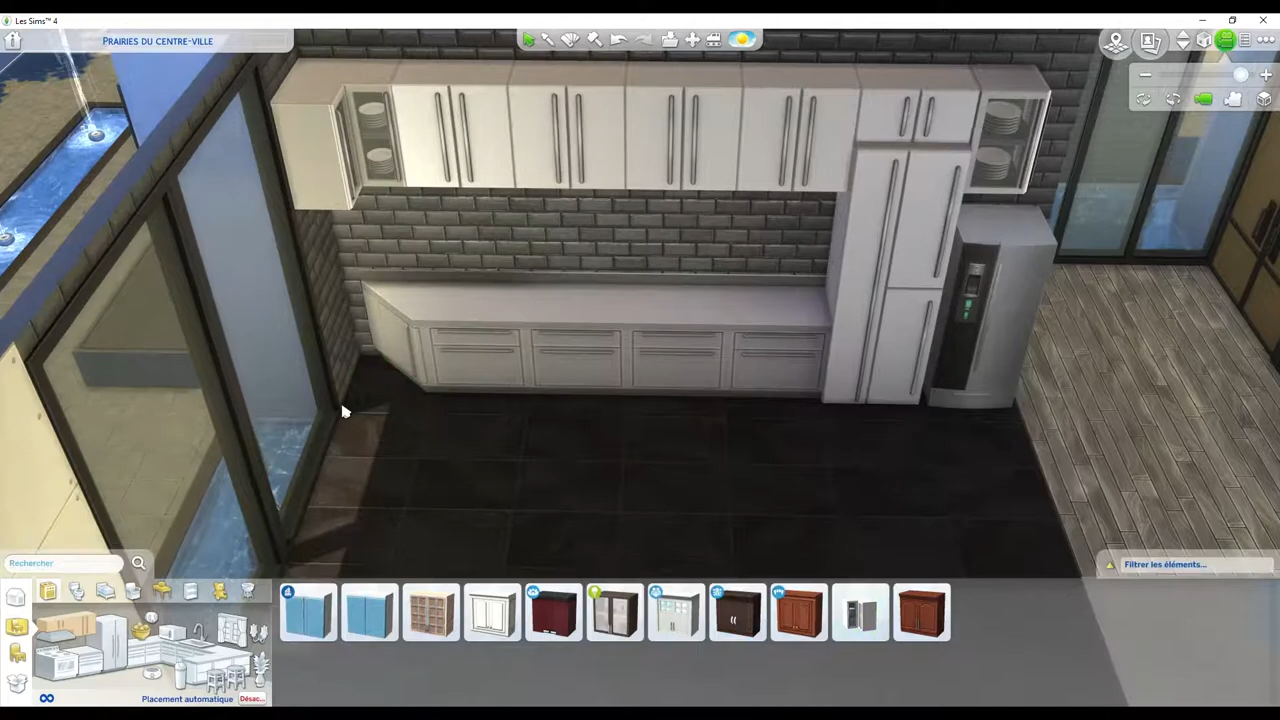 Les Sims™ 4
PRAIRIES DU CENTRE-VILLE
Rechercher
Filtrer les éléments...
Placement automatique
Désac...